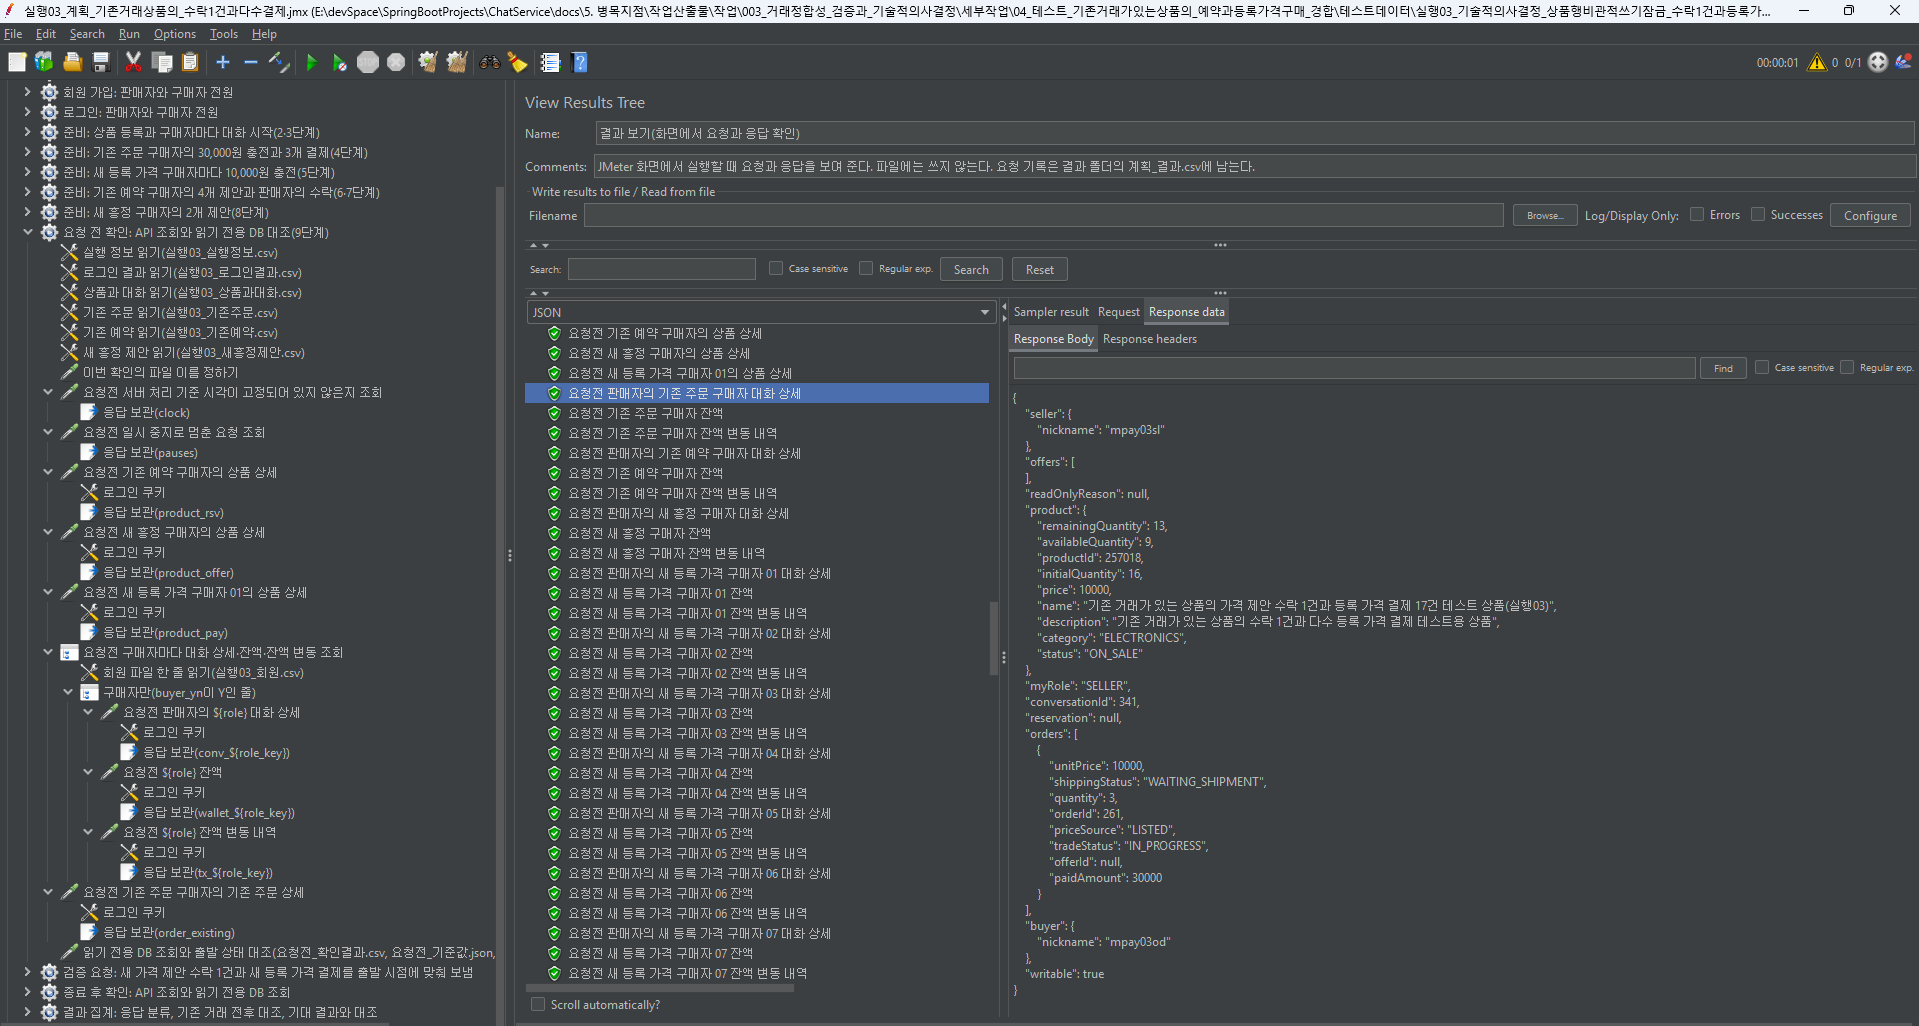 실행03_계획_기존거래상품의_수락1건과다수결제.jmx (E:\devSpace\SpringBootProjects\ChatService\docs\5. 병목지점\작업산출물\작업\003_거래정합성_검증과_기술적의사결정\세부작업\04_테스트_기존거래가있는상품의_예약과등록가격구매_경합\테스트데이터\실행03_기술적의사결정_상품행비관적쓰기잠금_수락1건과등록가...
File Edit Search Run Options Tools Help
00:00:01 0 0/1
회원 가입: 판매자와 구매자 전원
로그인: 판매자와 구매자 전원
준비: 상품 등록과 구매자마다 대화 시작(2·3단계)
준비: 기존 주문 구매자의 30,000원 충전과 3개 결제(4단계)
준비: 새 등록 가격 구매자마다 10,000원 충전(5단계)
준비: 기존 예약 구매자의 4개 제안과 판매자의 수락(6·7단계)
준비: 새 흥정 구매자의 2개 제안(8단계)
요청 전 확인: API 조회와 읽기 전용 DB 대조(9단계)
실행 정보 읽기(실행03_실행정보.csv)
로그인 결과 읽기(실행03_로그인결과.csv)
상품과 대화 읽기(실행03_상품과대화.csv)
기존 주문 읽기(실행03_기존주문.csv)
기존 예약 읽기(실행03_기존예약.csv)
새 흥정 제안 읽기(실행03_새흥정제안.csv)
이번 확인의 파일 이름 정하기
요청전 서버 처리 기준 시각이 고정되어 있지 않은지 조회
응답 보관(clock)
요청전 일시 중지로 멈춘 요청 조회
응답 보관(pauses)
요청전 기존 예약 구매자의 상품 상세
로그인 쿠키
응답 보관(product_rsv)
요청전 새 흥정 구매자의 상품 상세
로그인 쿠키
응답 보관(product_offer)
요청전 새 등록 가격 구매자 01의 상품 상세
로그인 쿠키
응답 보관(product_pay)
요청전 구매자마다 대화 상세·잔액·잔액 변동 조회
회원 파일 한 줄 읽기(실행03_회원.csv)
구매자만(buyer_yn이 Y인 줄)
요청전 판매자의 ${role} 대화 상세
로그인 쿠키
응답 보관(conv_${role_key})
요청전 ${role} 잔액
로그인 쿠키
응답 보관(wallet_${role_key})
요청전 ${role} 잔액 변동 내역
로그인 쿠키
응답 보관(tx_${role_key})
요청전 기존 주문 구매자의 기존 주문 상세
로그인 쿠키
응답 보관(order_existing)
읽기 전용 DB 조회와 출발 상태 대조(요청전_확인결과.csv, 요청전_기준값.json,
검증 요청: 새 가격 제안 수락 1건과 새 등록 가격 결제를 출발 시점에 맞춰 보냄
종료 후 확인: API 조회와 읽기 전용 DB 조회
결과 집계: 응답 분류, 기존 거래 전후 대조, 기대 결과와 대조
View Results Tree
Name: 결과 보기(화면에서 요청과 응답 확인)
Comments: JMeter 화면에서 실행할 때 요청과 응답을 보여 준다. 파일에는 쓰지 않는다. 요청 기록은 결과 폴더의 계획_결과.csv에 남는다.
Write results to file / Read from file
Filename Browse... Log/Display Only: Errors Successes Configure
Search: Case sensitive Regular exp. Search Reset
JSON
요청전 기존 예약 구매자의 상품 상세
요청전 새 흥정 구매자의 상품 상세
요청전 새 등록 가격 구매자 01의 상품 상세
요청전 판매자의 기존 주문 구매자 대화 상세
요청전 기존 주문 구매자 잔액
요청전 기존 주문 구매자 잔액 변동 내역
요청전 판매자의 기존 예약 구매자 대화 상세
요청전 기존 예약 구매자 잔액
요청전 기존 예약 구매자 잔액 변동 내역
요청전 판매자의 새 흥정 구매자 대화 상세
요청전 새 흥정 구매자 잔액
요청전 새 흥정 구매자 잔액 변동 내역
요청전 판매자의 새 등록 가격 구매자 01 대화 상세
요청전 새 등록 가격 구매자 01 잔액
요청전 새 등록 가격 구매자 01 잔액 변동 내역
요청전 판매자의 새 등록 가격 구매자 02 대화 상세
요청전 새 등록 가격 구매자 02 잔액
요청전 새 등록 가격 구매자 02 잔액 변동 내역
요청전 판매자의 새 등록 가격 구매자 03 대화 상세
요청전 새 등록 가격 구매자 03 잔액
요청전 새 등록 가격 구매자 03 잔액 변동 내역
요청전 판매자의 새 등록 가격 구매자 04 대화 상세
요청전 새 등록 가격 구매자 04 잔액
요청전 새 등록 가격 구매자 04 잔액 변동 내역
요청전 판매자의 새 등록 가격 구매자 05 대화 상세
요청전 새 등록 가격 구매자 05 잔액
요청전 새 등록 가격 구매자 05 잔액 변동 내역
요청전 판매자의 새 등록 가격 구매자 06 대화 상세
요청전 새 등록 가격 구매자 06 잔액
요청전 새 등록 가격 구매자 06 잔액 변동 내역
요청전 판매자의 새 등록 가격 구매자 07 대화 상세
요청전 새 등록 가격 구매자 07 잔액
요청전 새 등록 가격 구매자 07 잔액 변동 내역
Scroll automatically?
Sampler result Request Response data
Response Body Response headers
Find Case sensitive Regular exp.
{
"seller": {
"nickname": "mpay03sl"
},
"offers": [
],
"readOnlyReason": null,
"product": {
"remainingQuantity": 13,
"availableQuantity": 9,
"productId": 257018,
"initialQuantity": 16,
"price": 10000,
"name": "기존 거래가 있는 상품의 가격 제안 수락 1건과 등록 가격 결제 17건 테스트 상품(실행03)",
"description": "기존 거래가 있는 상품의 수락 1건과 다수 등록 가격 결제 테스트용 상품",
"category": "ELECTRONICS",
"status": "ON_SALE"
},
"myRole": "SELLER",
"conversationId": 341,
"reservation": null,
"orders": [
{
"unitPrice": 10000,
"shippingStatus": "WAITING_SHIPMENT",
"quantity": 3,
"orderId": 261,
"priceSource": "LISTED",
"tradeStatus": "IN_PROGRESS",
"offerId": null,
"paidAmount": 30000
}
],
"buyer": {
"nickname": "mpay03od"
},
"writable": true
}